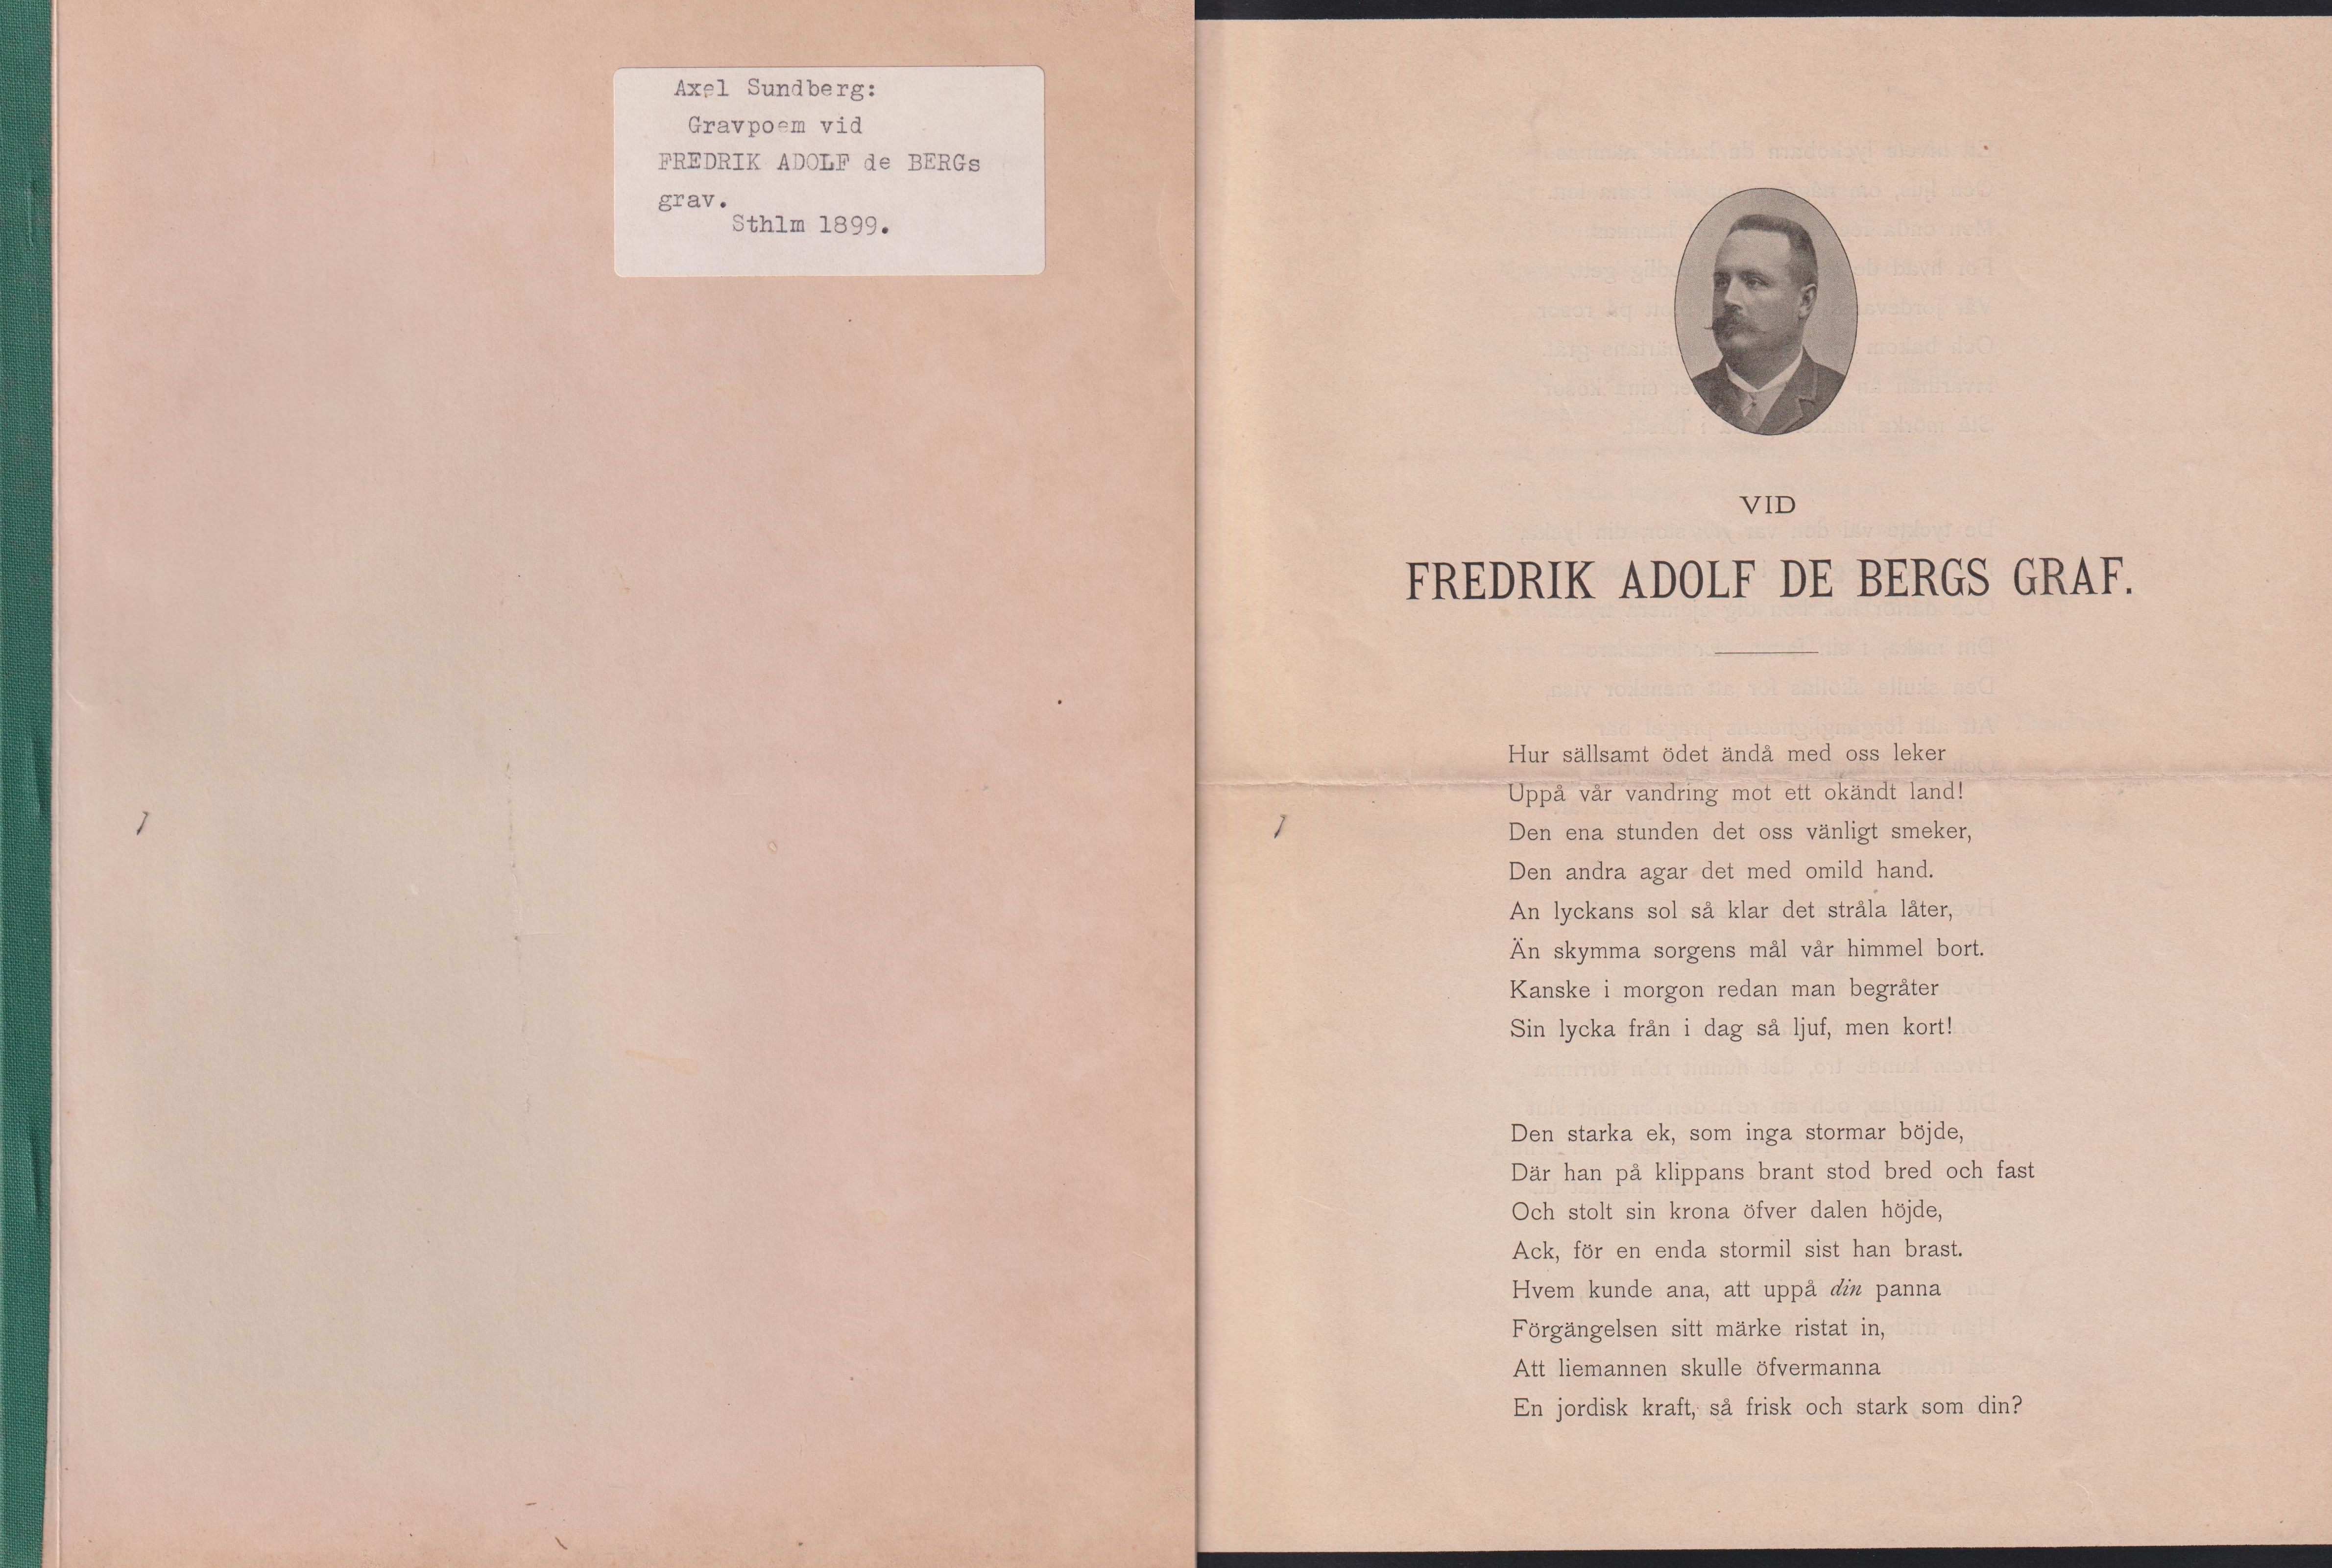 Axel Sundberg:
Gravpoem vid
FREDRIK ADOLF de BERGs
grav.
Sthlm 1899.
VID
FREDRIK ADOLF DE BERGS GRAF.
Hur sällsamt ödet ändå med oss leker
Uppå vår vandring mot ett okändt land!
Den ena stunden det oss vänligt smeker,
Den andra agar det med omild hand.
An lyckans sol så klar det stråla låter,
Än skymma sorgens mål vår himmel bort.
Kanske i morgon redan man begråter
Sin lycka från i dag så ljuf, men kort!
Den starka ek, som inga stormar böjde,
Där han på klippans brant stod bred och fast
Och stolt sin krona öfver dalen höjde,
Ack, för en enda stormil sist han brast.
Hvem kunde ana, att uppå din panna
Förgängelsen sitt märke ristat in,
Att liemannen skulle öfvermanna
En jordisk kraft, så frisk och stark som din?